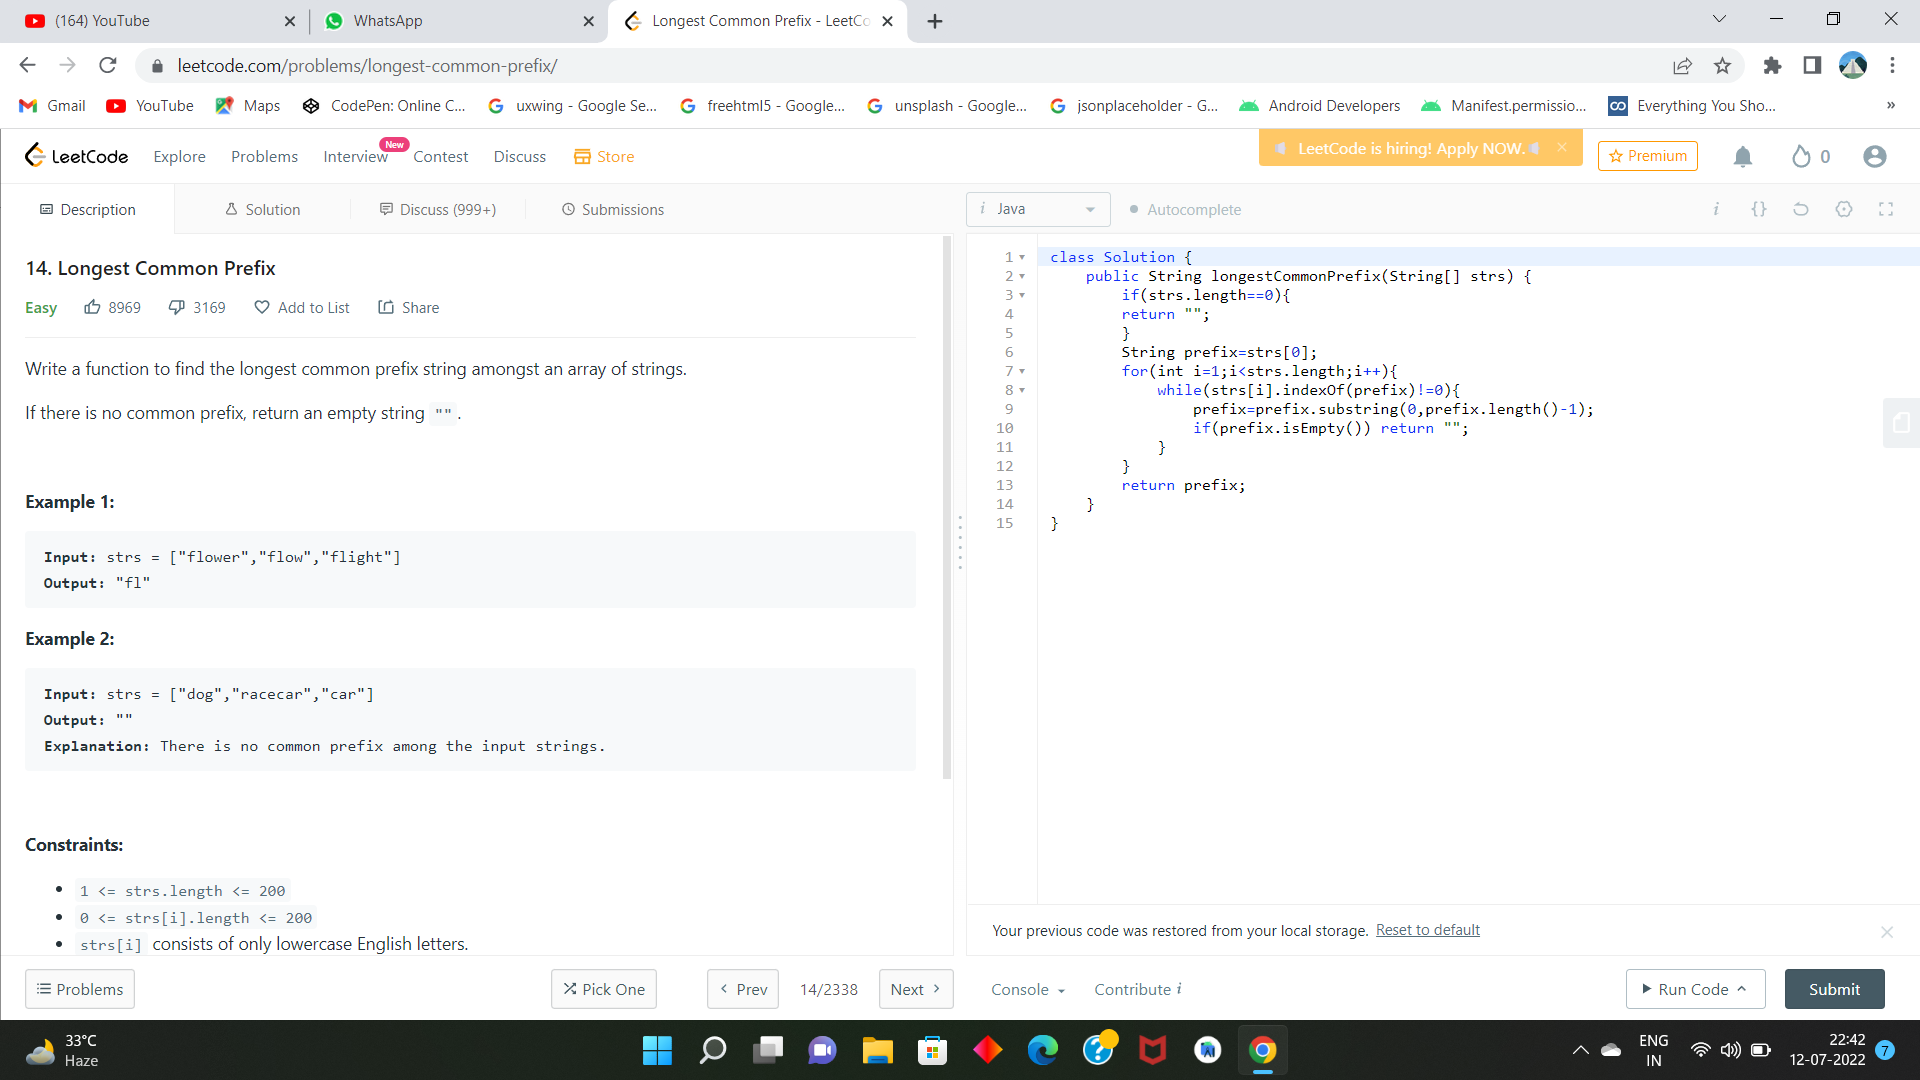 (164) YouTube
WhatsApp
Longest Common Prefix - LeetCo
leetcode.com/problems/longest-common-prefix/
Gmail
YouTube
Maps
CodePen: Online C...
uxwing - Google Se...
freehtml5 - Google...
unsplash - Google...
jsonplaceholder - G...
Android Developers
Manifest.permissio...
Everything You Sho...
»
LeetCode
Explore
Problems
Interview
New
Contest
Discuss
Store
LeetCode is hiring! Apply NOW.
Premium
0
Description
Solution
Discuss (999+)
Submissions
i Java
Autocomplete
14. Longest Common Prefix
Easy
8969
3169
Add to List
Share
Write a function to find the longest common prefix string amongst an array of strings.
If there is no common prefix, return an empty string "".
Example 1:
Input: strs = ["flower","flow","flight"]
Output: "fl"
Example 2:
Input: strs = ["dog","racecar","car"]
Output: ""
Explanation: There is no common prefix among the input strings.
Constraints:
1 <= strs.length <= 200
0 <= strs[i].length <= 200
strs[i] consists of only lowercase English letters.
1 class Solution {
2     public String longestCommonPrefix(String[] strs) {
3         if(strs.length==0){
4         return "";
5         }
6         String prefix=strs[0];
7         for(int i=1;i<strs.length;i++){
8             while(strs[i].indexOf(prefix)!=0){
9                 prefix=prefix.substring(0,prefix.length()-1);
10                 if(prefix.isEmpty()) return "";
11             }
12         }
13         return prefix;
14     }
15 }
Your previous code was restored from your local storage. Reset to default
Problems
Pick One
Prev
14/2338
Next
Console
Contribute i
Run Code
Submit
33°C
Haze
ENG
IN
22:42
12-07-2022
7